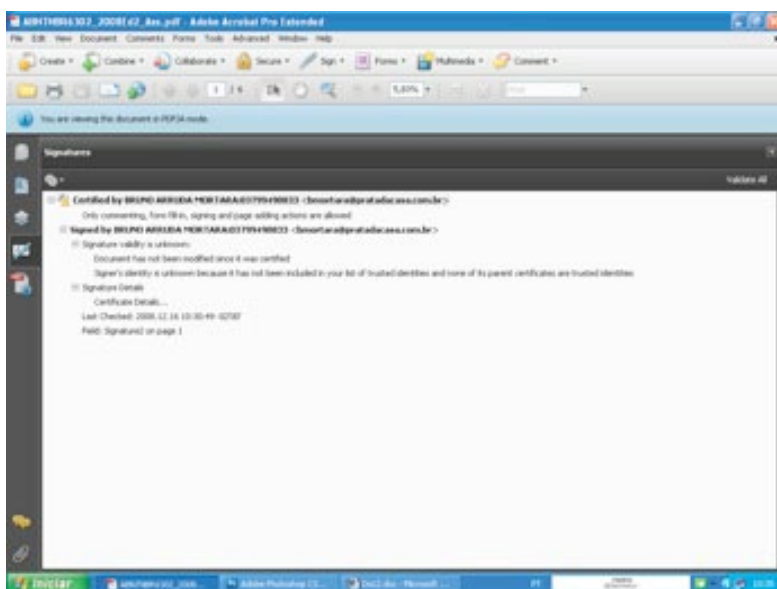 Adobe Acrobat Pro Extended
File Edit View Document Comments Forms Tools Advanced Window Help
Create Combine Collaborate Secure Sign Forms Multimedia Comment
1 / 6
You are viewing this document in PDF/A mode.
Signatures
Validate All
Certified by BRUNO ARRUDA MORTARA
Only commenting, form fill-in, signing and page adding actions are allowed
Signed by BRUNO ARRUDA MORTARA
Signature validity is unknown:
Document has not been modified since it was certified
Signer's identity is unknown because it has not been included in your list of trusted identities and none of its parent certificates are trusted identities
Signature Details
Certificate Details...
Last Checked: 2008.12.16
Field: Signature2 on page 1
Iniciar
Adobe Photoshop
PT